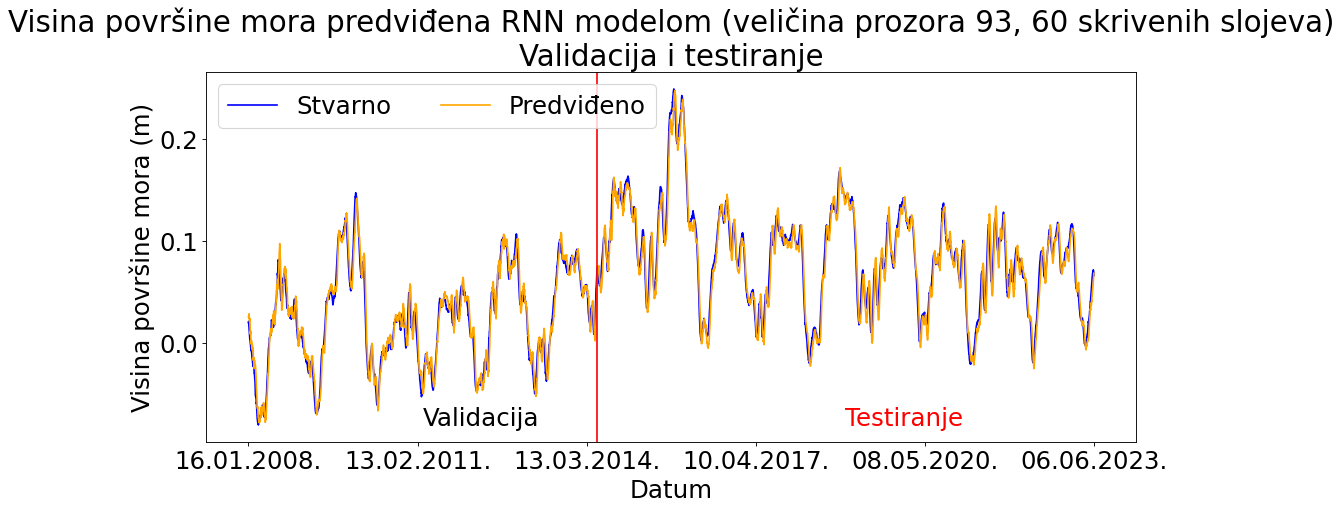 Visina površine mora predviđena RNN modelom (veličina prozora 93, 60 skrivenih slojeva)
Validacija i testiranje
Stvarno
Predviđeno
Visina površine mora (m)
0.2
0.1
0.0
Validacija
Testiranje
16.01.2008.
13.02.2011.
13.03.2014.
10.04.2017.
08.05.2020.
06.06.2023.
Datum